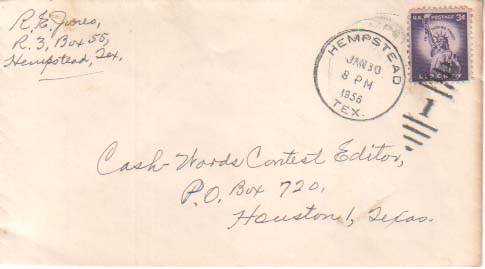 R. E. Jones,
R. 3, Box 55,
Hempstead, Tex.
HEMPSTEAD
JAN 30
8 PM
1956
TEX.
U.S. POSTAGE 3¢
LIBERTY
1
Cash-Words Contest Editor,
P.O. Box 720,
Houston 1, Texas.